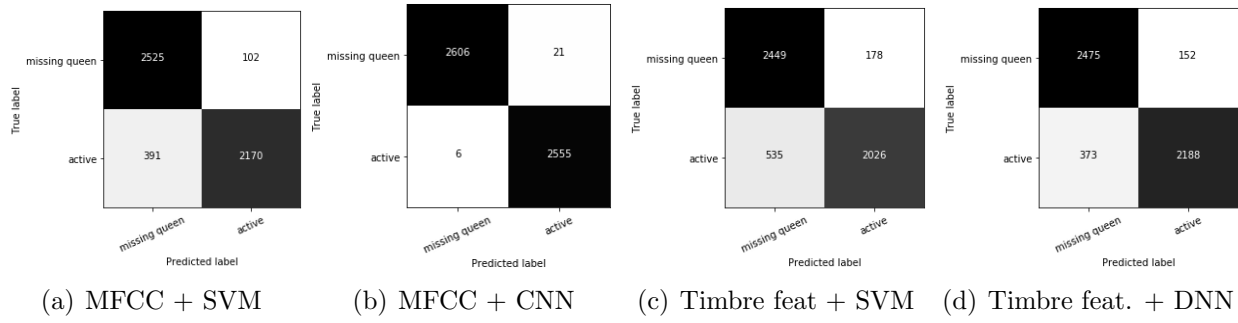 missing queen
active
True label
2525
102
391
2170
missing queen
active
Predicted label
(a) MFCC + SVM
missing queen
active
True label
2606
21
6
2555
missing queen
active
Predicted label
(b) MFCC + CNN
missing queen
active
True label
2449
178
535
2026
missing queen
active
Predicted label
(c) Timbre feat + SVM
missing queen
active
True label
2475
152
373
2188
missing queen
active
Predicted label
(d) Timbre feat. + DNN